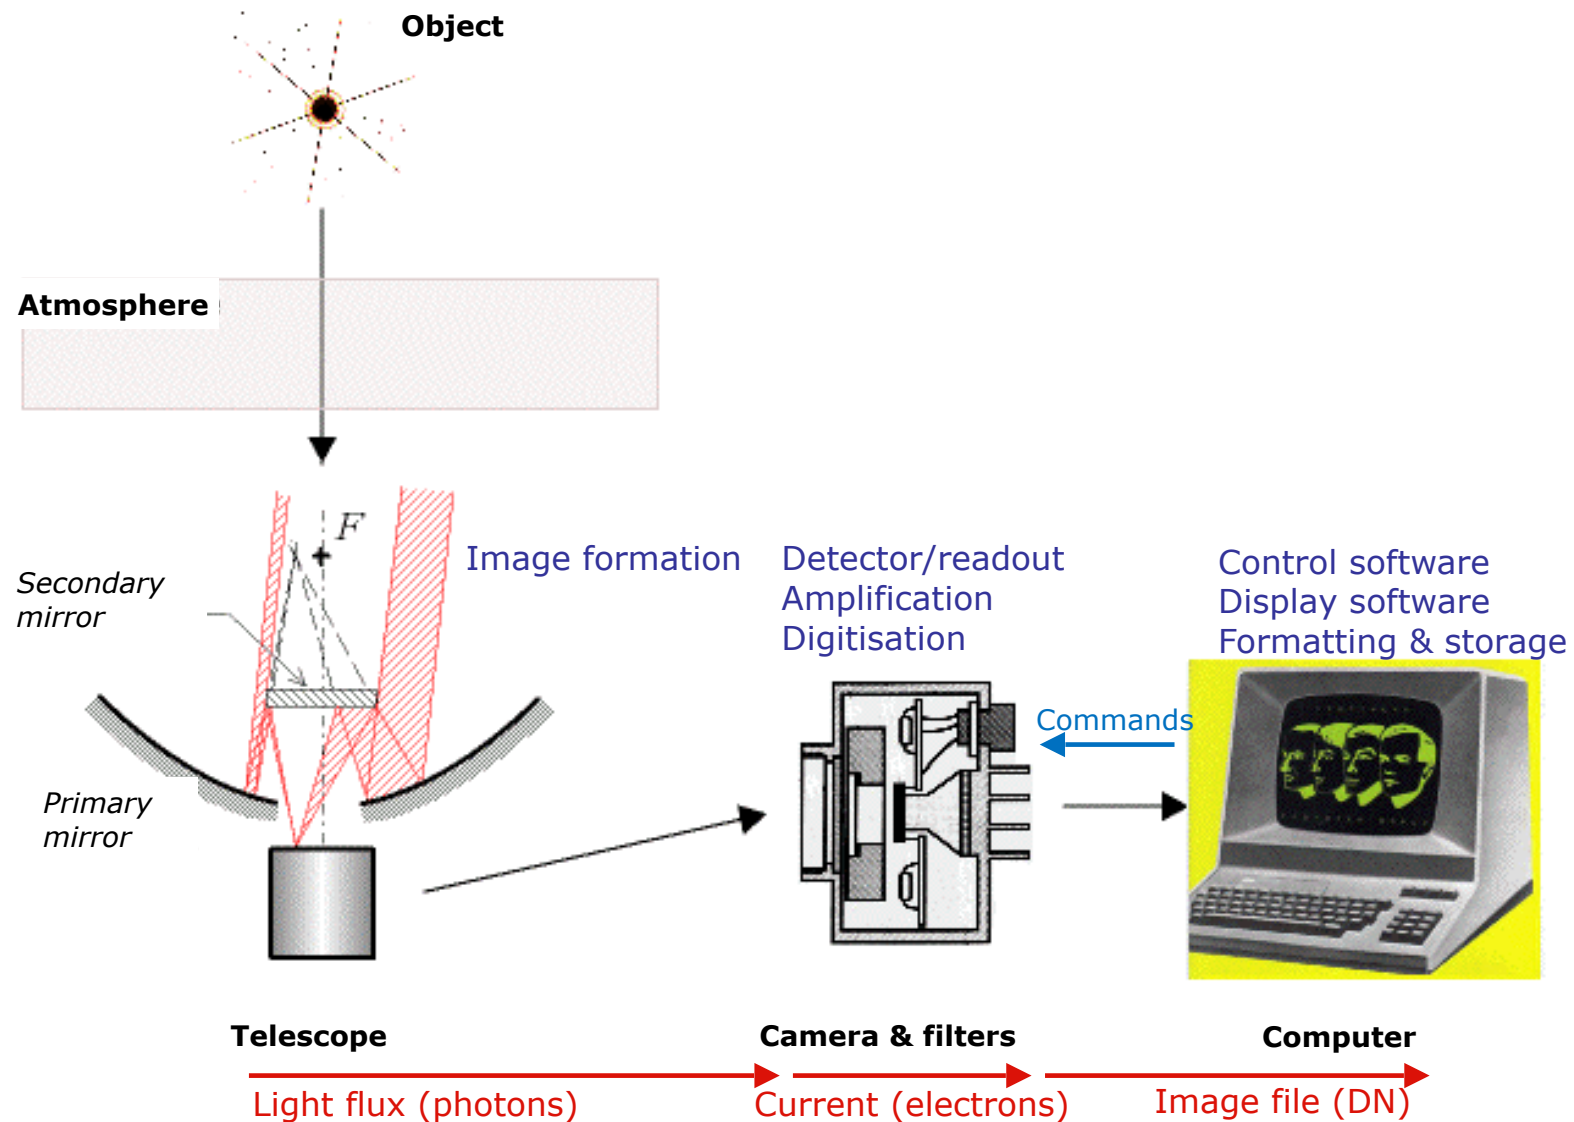 Object
Atmosphere
F
Image formation
Detector/readout
Amplification
Digitisation
Control software
Display software
Formatting & storage
Secondary
mirror
Commands
Primary
mirror
Telescope
Camera & filters
Computer
Light flux (photons)
Current (electrons)
Image file (DN)